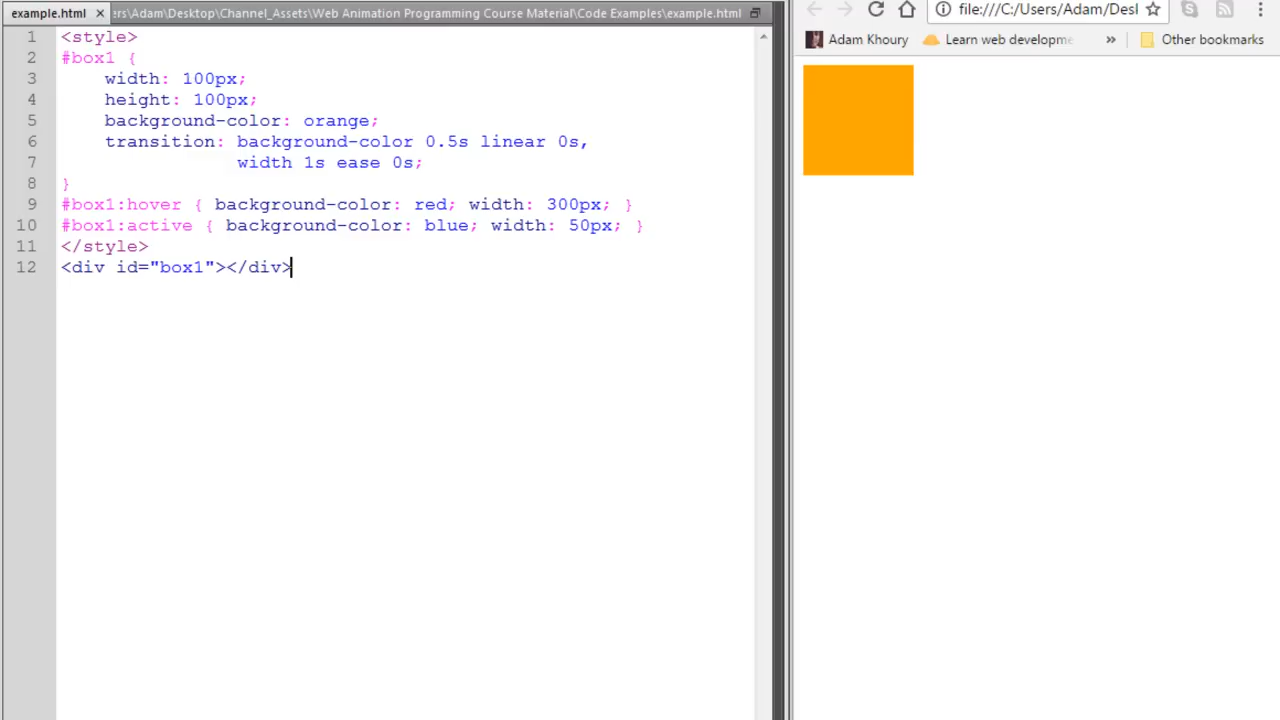 example.html × ers\Adam\Desktop\Channel_Assets\Web Animation Programming Course Material\Code Examples\example.html
1 <style>
2 #box1 {
3 width: 100px;
4 height: 100px;
5 background-color: orange;
6 transition: background-color 0.5s linear 0s,
7 width 1s ease 0s;
8 }
9 #box1:hover { background-color: red; width: 300px; }
10 #box1:active { background-color: blue; width: 50px; }
11 </style>
12 <div id="box1"></div>
file:///C:/Users/Adam/Desl
Adam Khoury Learn web developme » Other bookmarks